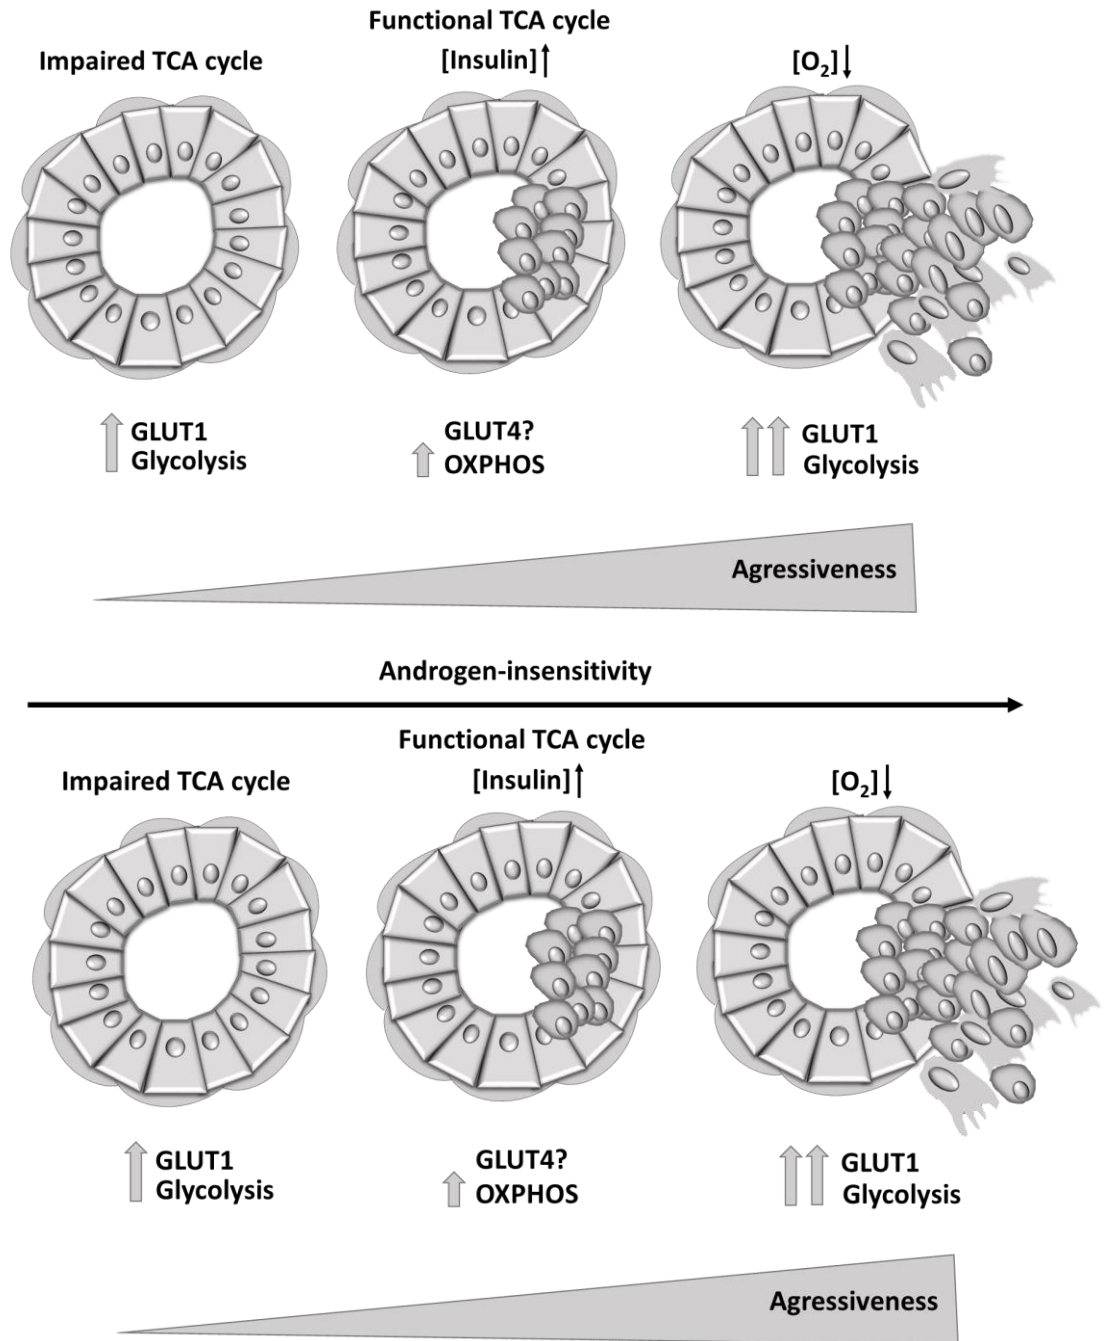 Functional TCA cycle
Impaired TCA cycle
[Insulin]↑
[O₂]↓
GLUT1
Glycolysis
GLUT4?
OXPHOS
GLUT1
Glycolysis
Agressiveness
Androgen-insensitivity
Functional TCA cycle
Impaired TCA cycle
[Insulin]↑
[O₂]↓
GLUT1
Glycolysis
GLUT4?
OXPHOS
GLUT1
Glycolysis
Agressiveness